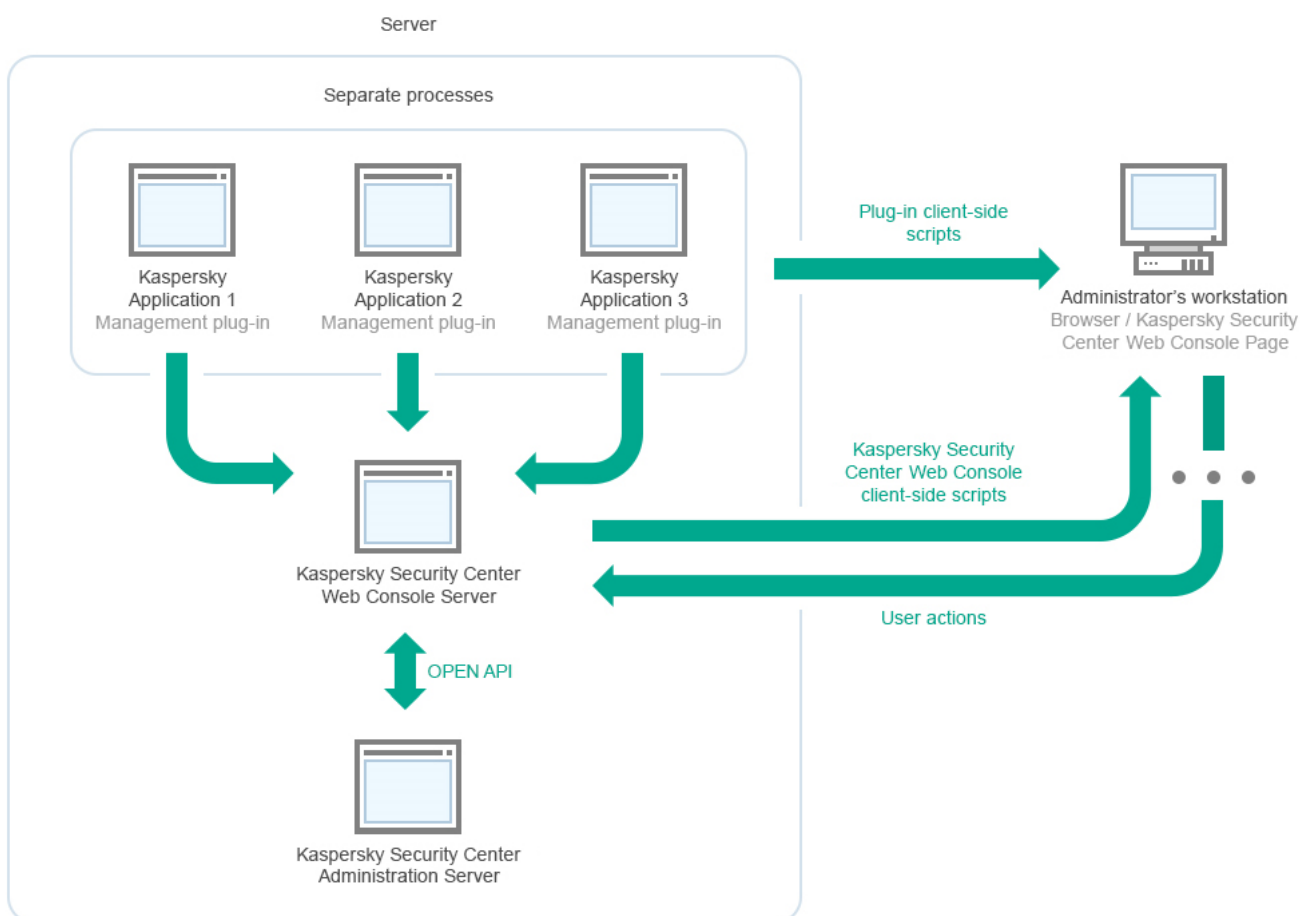 Server
Separate processes
Kaspersky
Application 1
Management plug-in
Kaspersky
Application 2
Management plug-in
Kaspersky
Application 3
Management plug-in
Plug-in client-side
scripts
Administrator's workstation
Browser / Kaspersky Security
Center Web Console Page
Kaspersky Security
Center Web Console
client-side scripts
Kaspersky Security Center
Web Console Server
User actions
OPEN API
Kaspersky Security Center
Administration Server